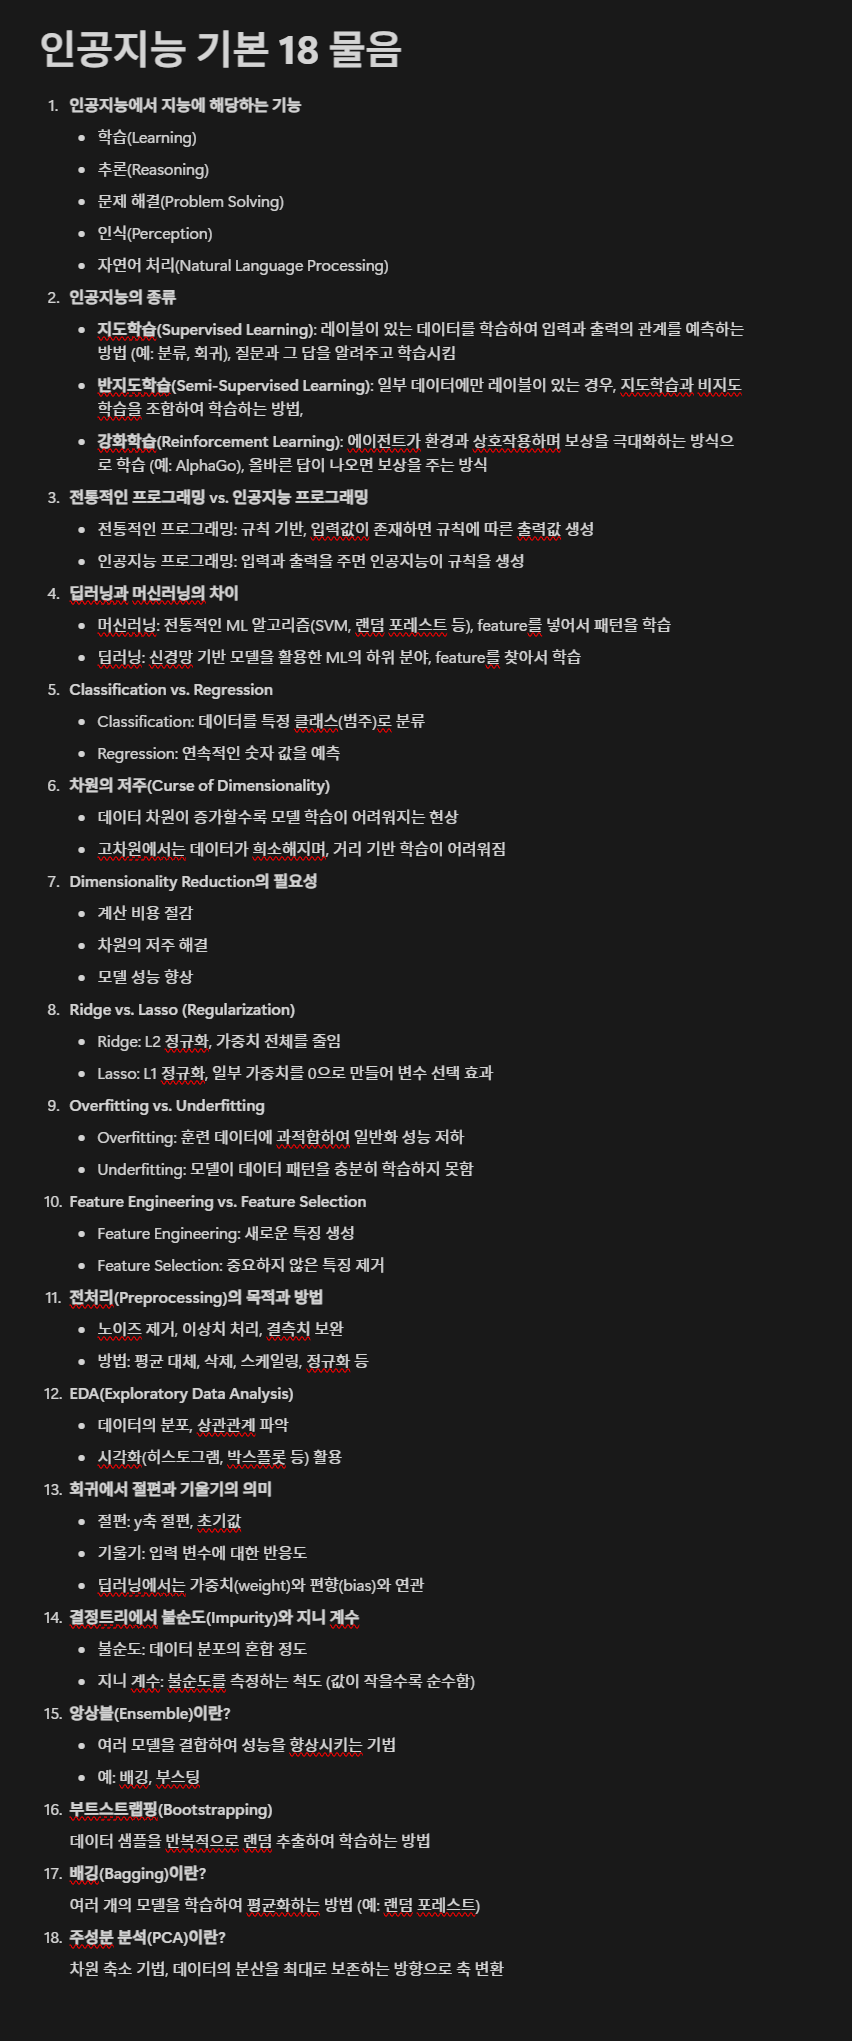 인공지능 기본 18 물음
1. 인공지능에서 지능에 해당하는 기능
• 학습(Learning)
• 추론(Reasoning)
• 문제 해결(Problem Solving)
• 인식(Perception)
• 자연어 처리(Natural Language Processing)
2. 인공지능의 종류
• 지도학습(Supervised Learning): 레이블이 있는 데이터를 학습하여 입력과 출력의 관계를 예측하는
방법 (예: 분류, 회귀), 질문과 그 답을 알려주고 학습시킴
• 반지도학습(Semi-Supervised Learning): 일부 데이터에만 레이블이 있는 경우, 지도학습과 비지도
학습을 조합하여 학습하는 방법,
• 강화학습(Reinforcement Learning): 에이전트가 환경과 상호작용하며 보상을 극대화하는 방식으
로 학습 (예: AlphaGo), 올바른 답이 나오면 보상을 주는 방식
3. 전통적인 프로그래밍 vs. 인공지능 프로그래밍
• 전통적인 프로그래밍: 규칙 기반, 입력값이 존재하면 규칙에 따른 출력값 생성
• 인공지능 프로그래밍: 입력과 출력을 주면 인공지능이 규칙을 생성
4. 딥러닝과 머신러닝의 차이
• 머신러닝: 전통적인 ML 알고리즘(SVM, 랜덤 포레스트 등), feature를 넣어서 패턴을 학습
• 딥러닝: 신경망 기반 모델을 활용한 ML의 하위 분야, feature를 찾아서 학습
5. Classification vs. Regression
• Classification: 데이터를 특정 클래스(범주)로 분류
• Regression: 연속적인 숫자 값을 예측
6. 차원의 저주(Curse of Dimensionality)
• 데이터 차원이 증가할수록 모델 학습이 어려워지는 현상
• 고차원에서는 데이터가 희소해지며, 거리 기반 학습이 어려워짐
7. Dimensionality Reduction의 필요성
• 계산 비용 절감
• 차원의 저주 해결
• 모델 성능 향상
8. Ridge vs. Lasso (Regularization)
• Ridge: L2 정규화, 가중치 전체를 줄임
• Lasso: L1 정규화, 일부 가중치를 0으로 만들어 변수 선택 효과
9. Overfitting vs. Underfitting
• Overfitting: 훈련 데이터에 과적합하여 일반화 성능 저하
• Underfitting: 모델이 데이터 패턴을 충분히 학습하지 못함
10. Feature Engineering vs. Feature Selection
• Feature Engineering: 새로운 특징 생성
• Feature Selection: 중요하지 않은 특징 제거
11. 전처리(Preprocessing)의 목적과 방법
• 노이즈 제거, 이상치 처리, 결측치 보완
• 방법: 평균 대체, 삭제, 스케일링, 정규화 등
12. EDA(Exploratory Data Analysis)
• 데이터의 분포, 상관관계 파악
• 시각화(히스토그램, 박스플롯 등) 활용
13. 회귀에서 절편과 기울기의 의미
• 절편: y축 절편, 초기값
• 기울기: 입력 변수에 대한 반응도
• 딥러닝에서는 가중치(weight)와 편향(bias)와 연관
14. 결정트리에서 불순도(Impurity)와 지니 계수
• 불순도: 데이터 분포의 혼합 정도
• 지니 계수: 불순도를 측정하는 척도 (값이 작을수록 순수함)
15. 앙상블(Ensemble)이란?
• 여러 모델을 결합하여 성능을 향상시키는 기법
• 예: 배깅, 부스팅
16. 부트스트랩핑(Bootstrapping)
데이터 샘플을 반복적으로 랜덤 추출하여 학습하는 방법
17. 배깅(Bagging)이란?
여러 개의 모델을 학습하여 평균화하는 방법 (예: 랜덤 포레스트)
18. 주성분 분석(PCA)이란?
차원 축소 기법, 데이터의 분산을 최대로 보존하는 방향으로 축 변환